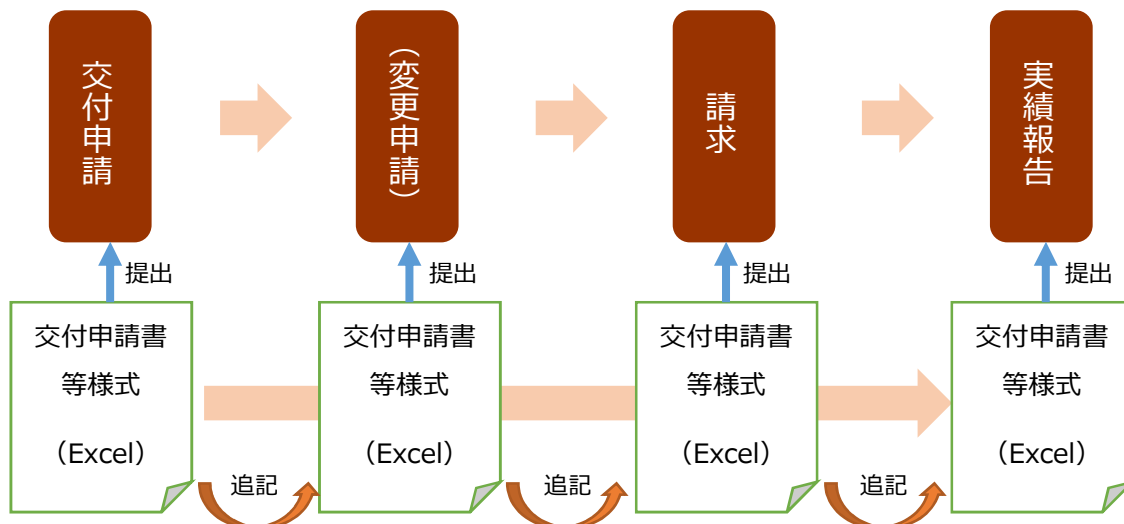 交付申請
（変更申請）
請求
実績報告
提出
提出
提出
提出
交付申請書
等様式
（Excel）
交付申請書
等様式
（Excel）
交付申請書
等様式
（Excel）
交付申請書
等様式
（Excel）
追記
追記
追記